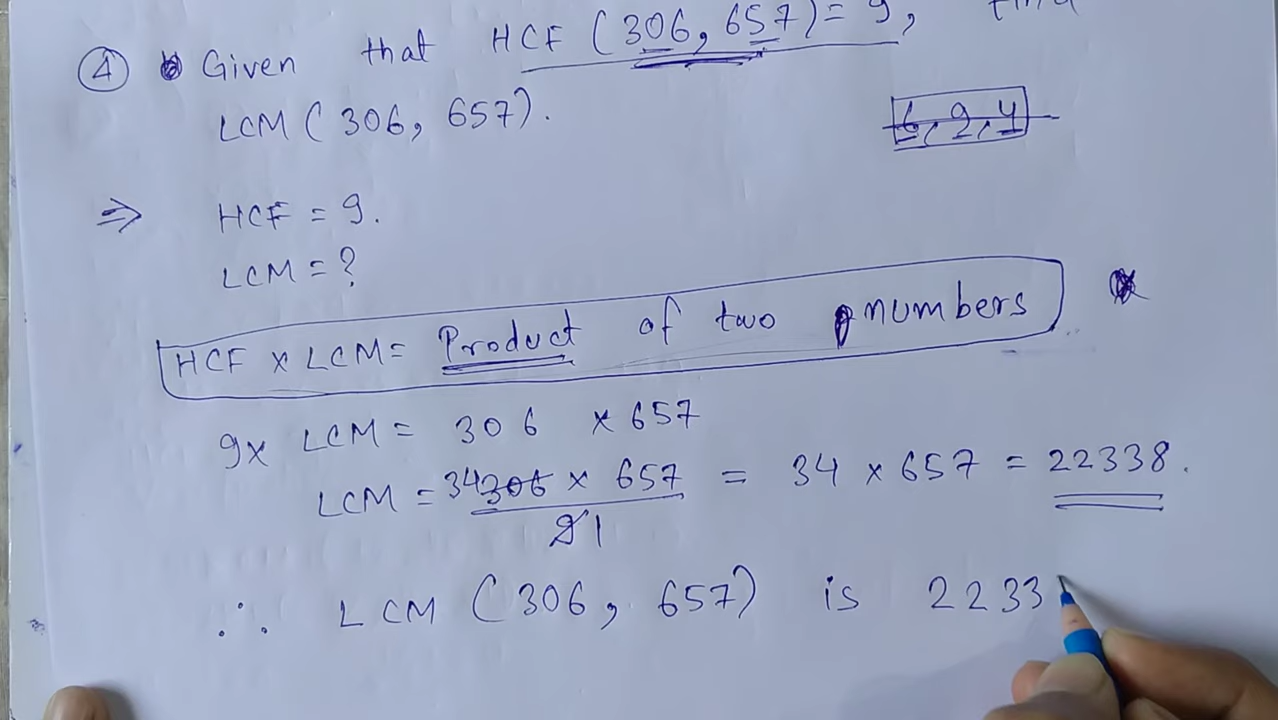 ④ Given that HCF (306, 657) = 9, find
LCM ( 306, 657).
6, 9, 4
⇒ HCF = 9.
LCM = ?
HCF x LCM = Product of two numbers
9x LCM = 306 x 657
LCM = 34 306 x 657 / 9 1 = 34 x 657 = 22338.
∴ LCM (306, 657) is 2233